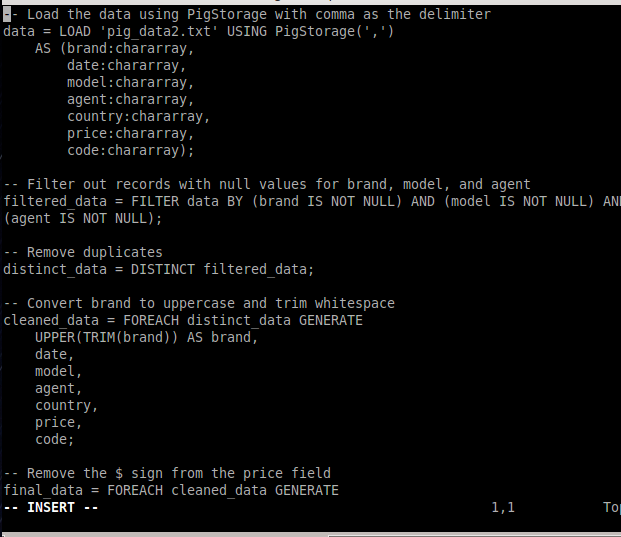 -- Load the data using PigStorage with comma as the delimiter
data = LOAD 'pig_data2.txt' USING PigStorage(',')
    AS (brand:chararray,
        date:chararray,
        model:chararray,
        agent:chararray,
        country:chararray,
        price:chararray,
        code:chararray);

-- Filter out records with null values for brand, model, and agent
filtered_data = FILTER data BY (brand IS NOT NULL) AND (model IS NOT NULL) AN
(agent IS NOT NULL);

-- Remove duplicates
distinct_data = DISTINCT filtered_data;

-- Convert brand to uppercase and trim whitespace
cleaned_data = FOREACH distinct_data GENERATE
    UPPER(TRIM(brand)) AS brand,
    date,
    model,
    agent,
    country,
    price,
    code;

-- Remove the $ sign from the price field
final_data = FOREACH cleaned_data GENERATE
-- INSERT -- 1,1 To